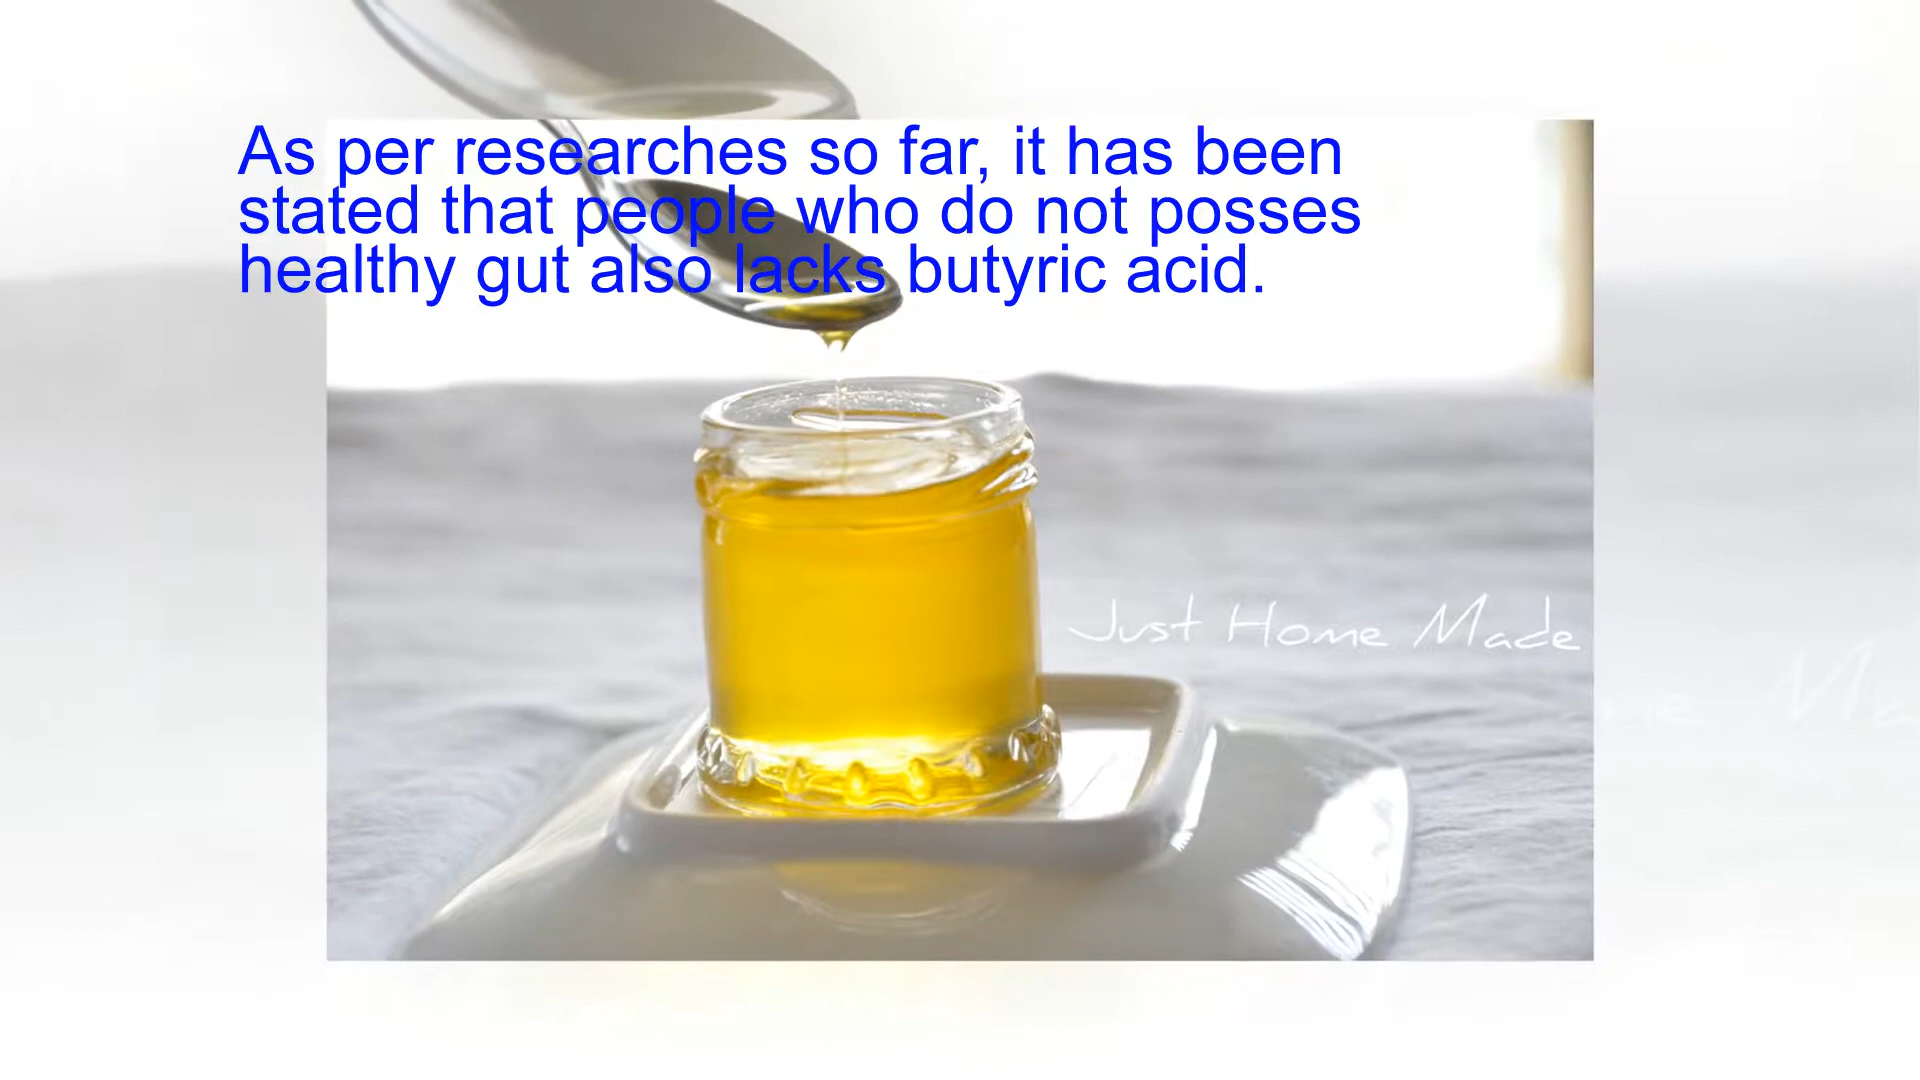 As per researches so far, it has been
stated that people who do not posses
healthy gut also lacks butyric acid.
Just Home Made